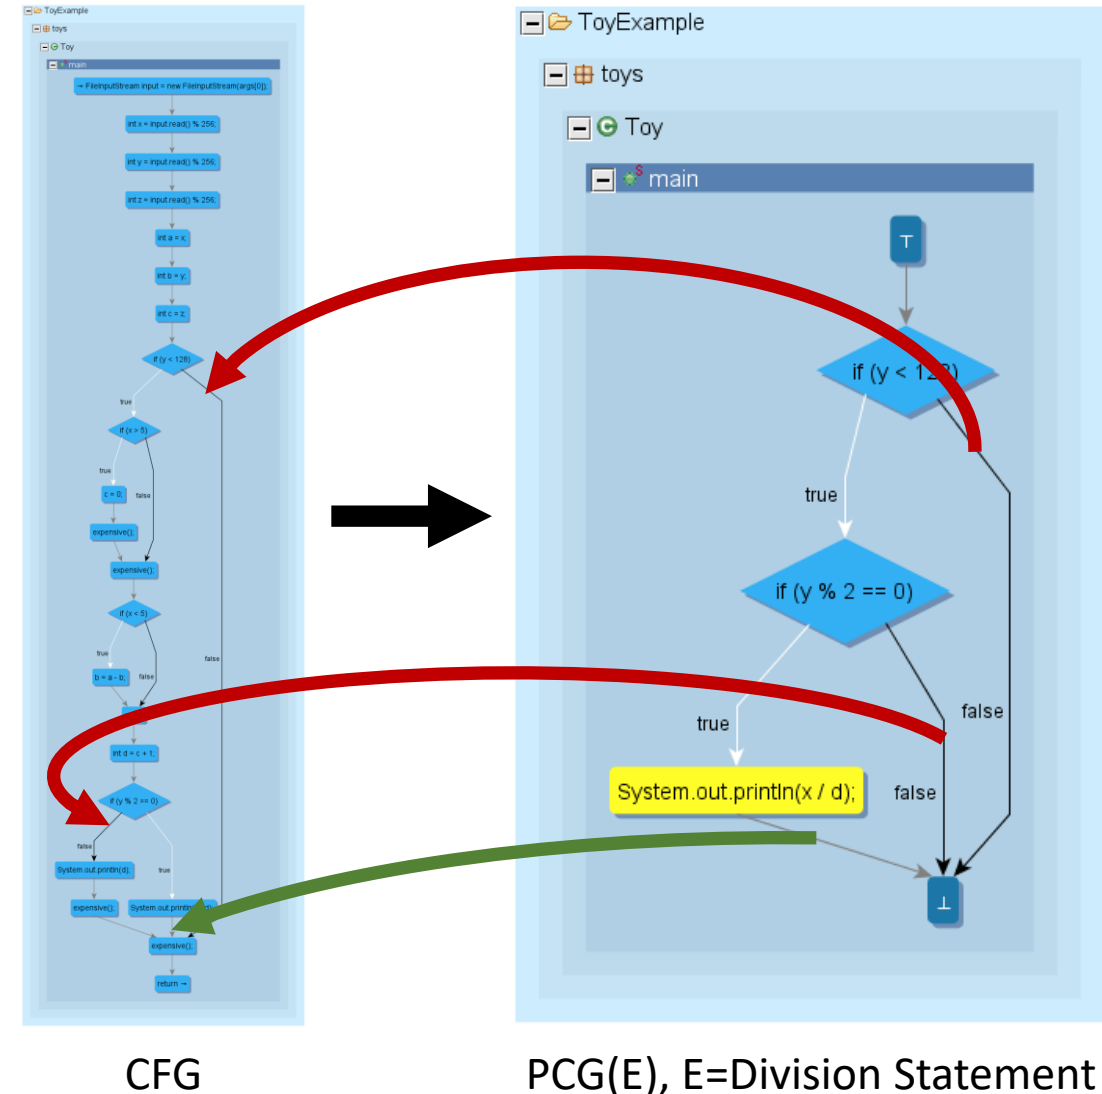 ToyExample
toys
Toy
main
→ FileInputStream input = new FileInputStream(args[0]);
int x = input.read() % 256;
int y = input.read() % 256;
int z = input.read() % 256;
int a = x;
int b = y;
int c = z;
if (y < 128)
true
if (x > 5)
true
false
c = 0;
expensive();
expensive();
if (x < 5)
true
false
false
b = a - b;
int d = c + 1;
if (y % 2 == 0)
false
true
System.out.println(d);
expensive();
expensive();
return →
CFG
ToyExample
toys
Toy
main
⊤
if (y < 128)
true
if (y % 2 == 0)
true
false
false
System.out.println(x / d);
⊥
PCG(E), E=Division Statement